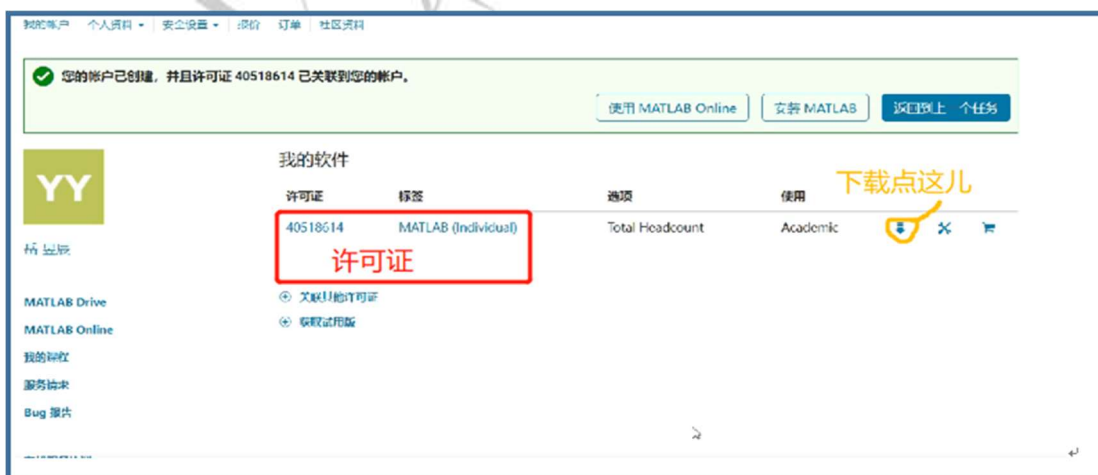 我的帐户 个人资料 安全设置 报价 订单 社区资料
您的帐户已创建，并且许可证 40518614 已关联到您的帐户。
使用 MATLAB Online 安装 MATLAB 返回到上一个任务
YY
我的软件
下载点这儿
许可证 标签 选项 使用
40518614 MATLAB (Individual) Total Headcount Academic
许可证
关联其他许可证
获取试用版
MATLAB Drive
MATLAB Online
我的课程
服务请求
Bug 报告